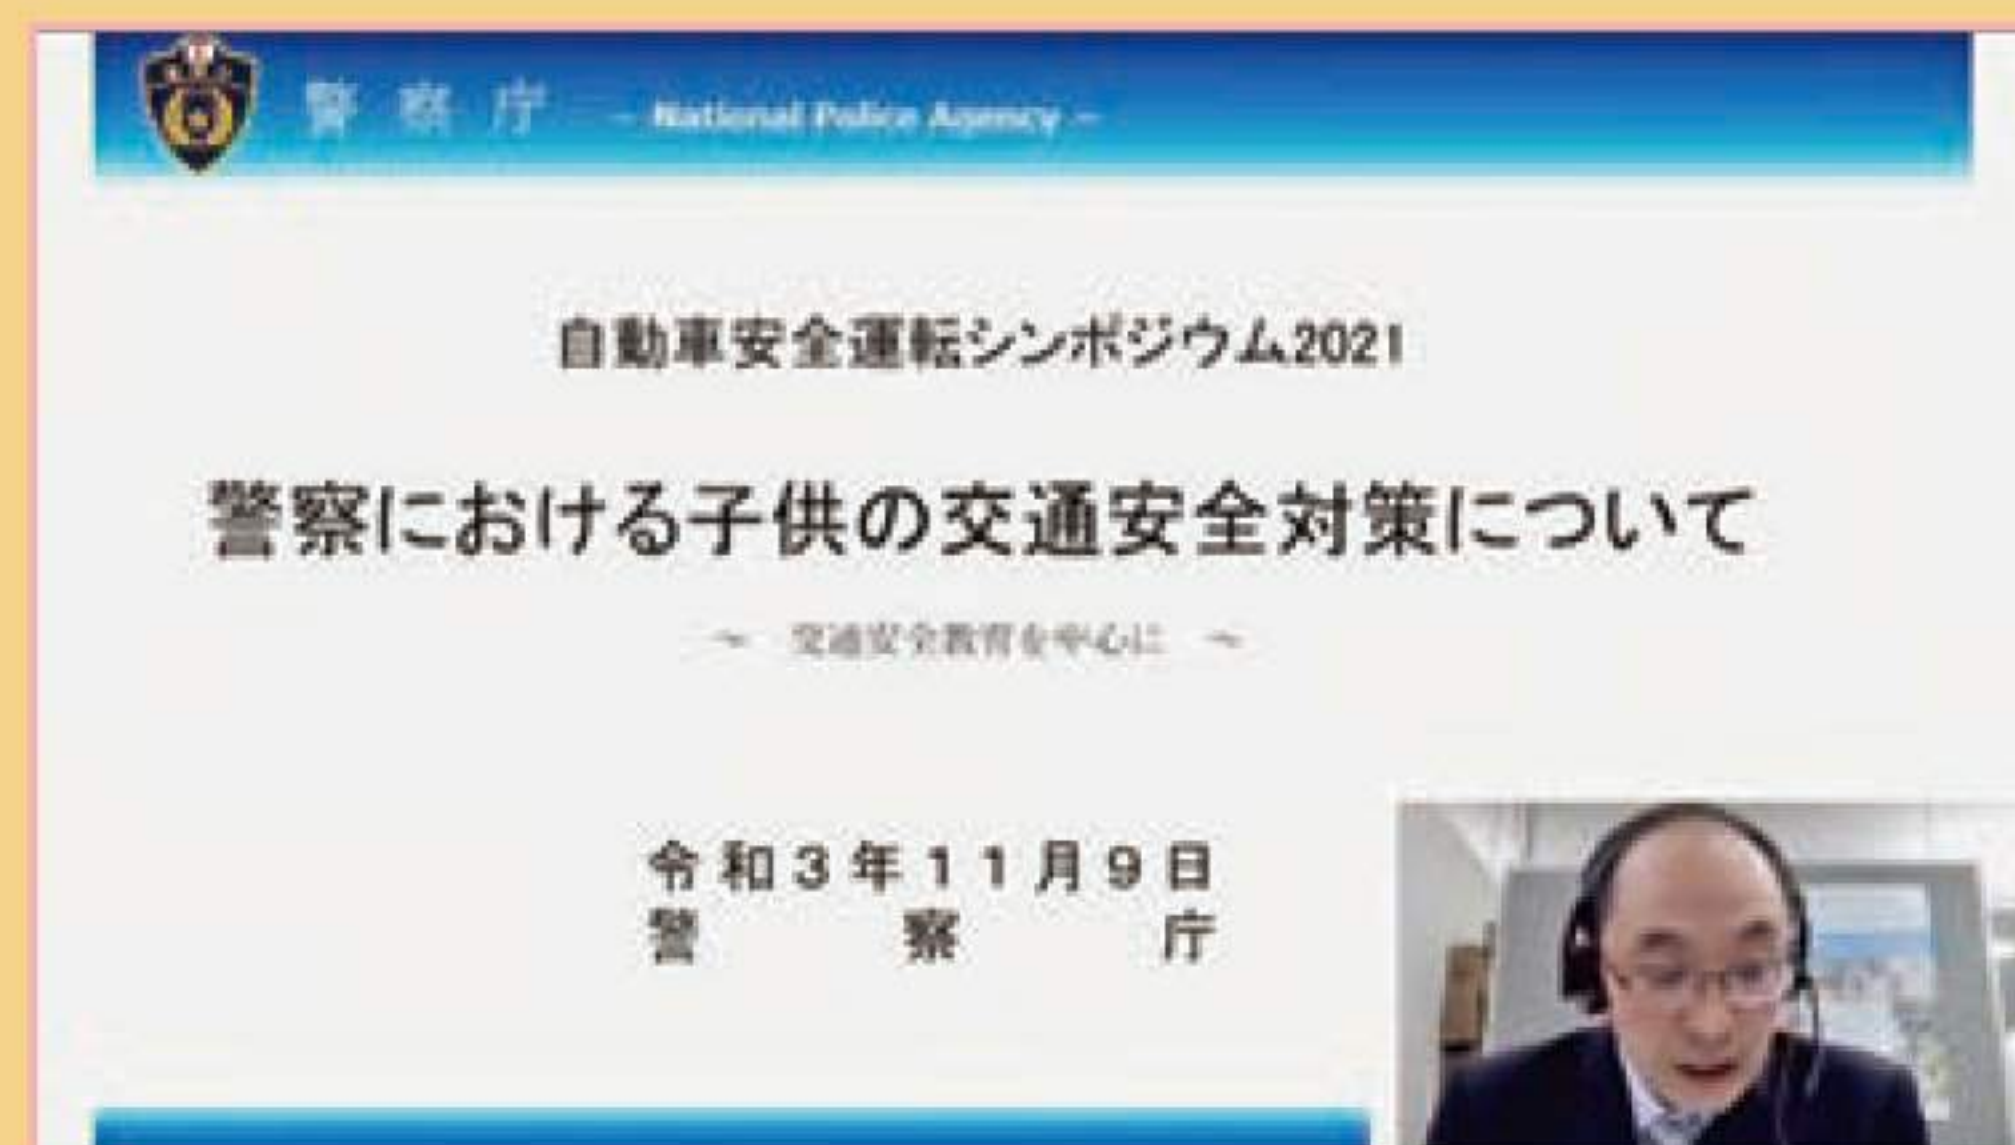 警察庁 - National Police Agency -
自動車安全運転シンポジウム2021
警察における子供の交通安全対策について
～ 交通安全教育を中心に ～
令和3年11月9日
警察庁